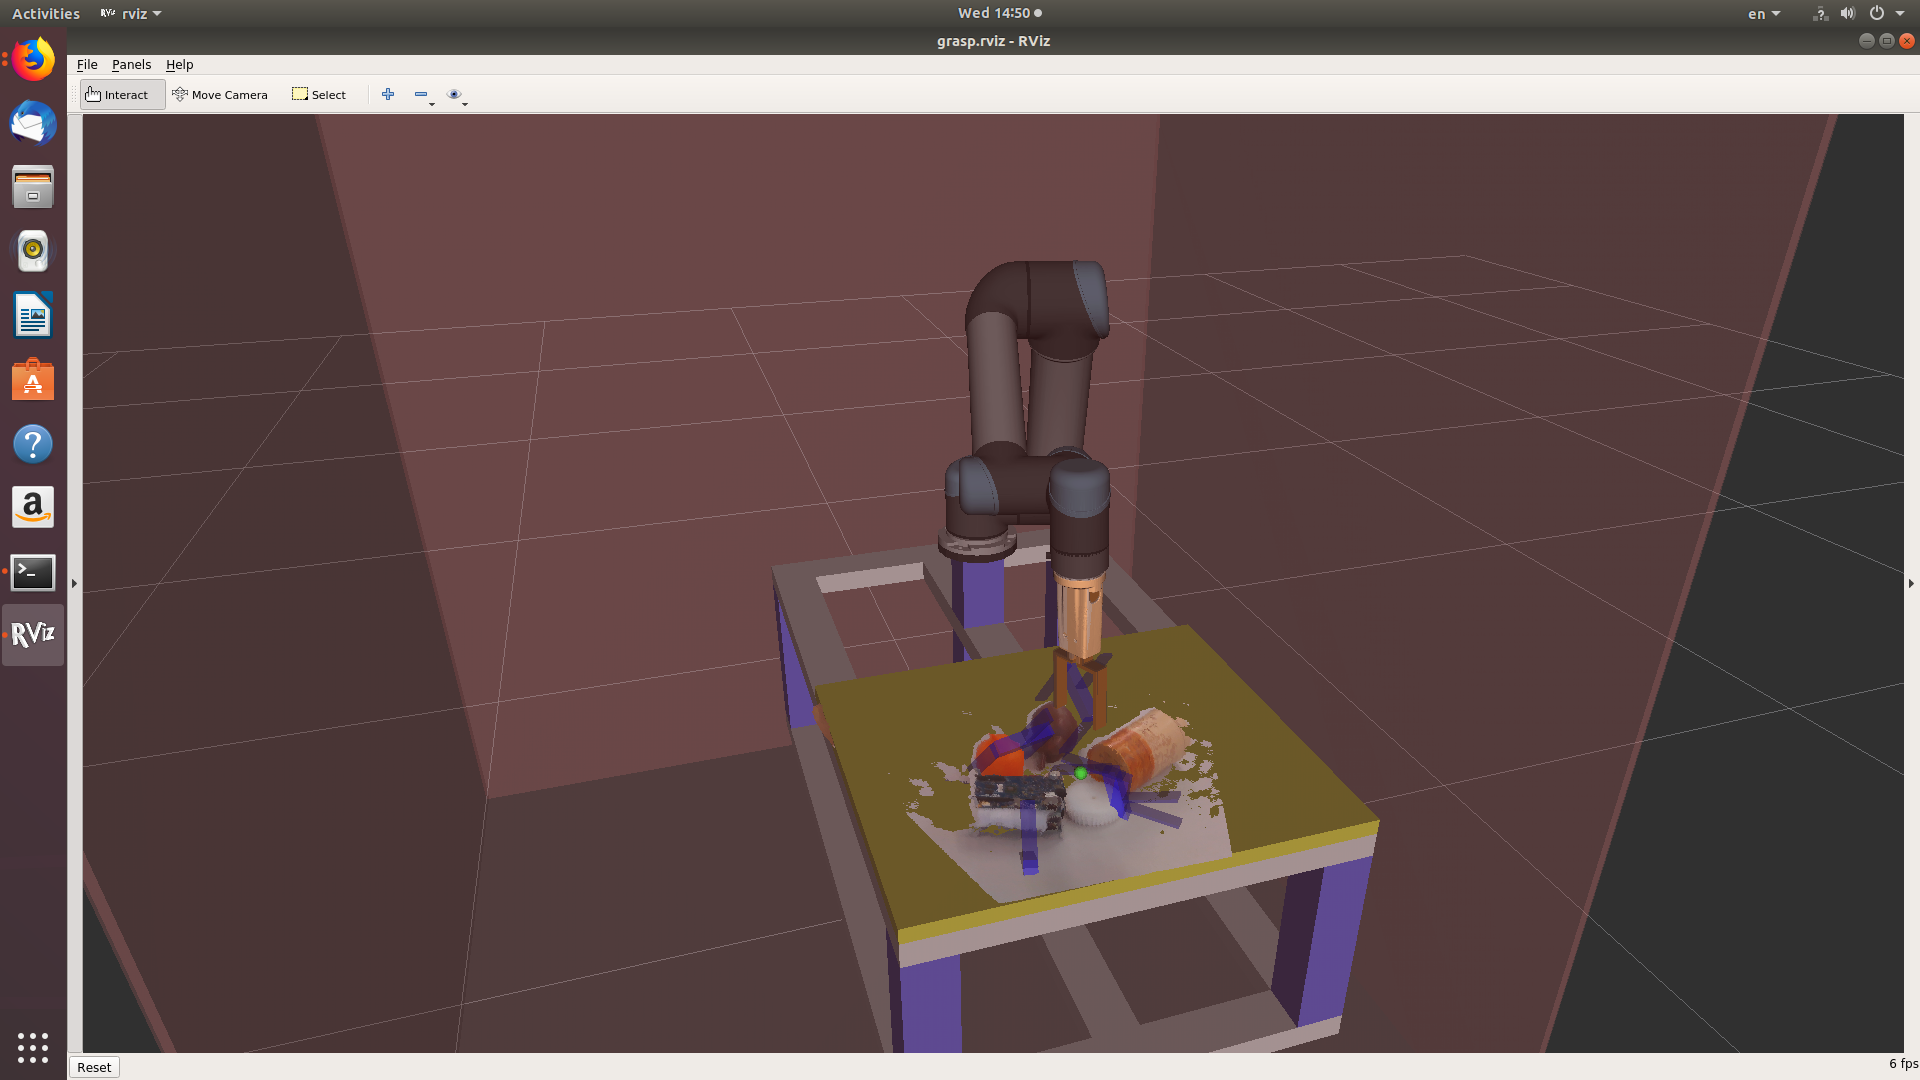 Activities
RViz rviz
Wed 14:50
en
?
grasp.rviz - RViz
File Panels Help
Interact Move Camera Select
?
a
>_
RViz
Reset
6 fps